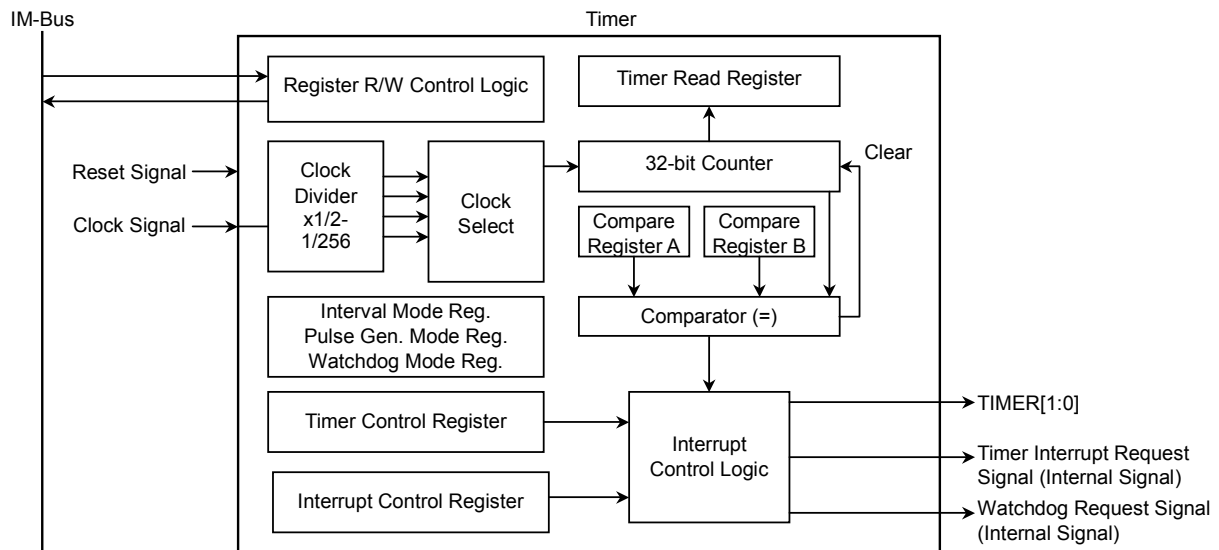 IM-Bus
Timer
Register R/W Control Logic
Timer Read Register
Reset Signal
Clock Signal
Clock
Divider
x1/2-
1/256
Clock
Select
32-bit Counter
Clear
Compare
Register A
Compare
Register B
Comparator (=)
Interval Mode Reg.
Pulse Gen. Mode Reg.
Watchdog Mode Reg.
Timer Control Register
Interrupt Control Register
Interrupt
Control Logic
TIMER[1:0]
Timer Interrupt Request
Signal (Internal Signal)
Watchdog Request Signal
(Internal Signal)